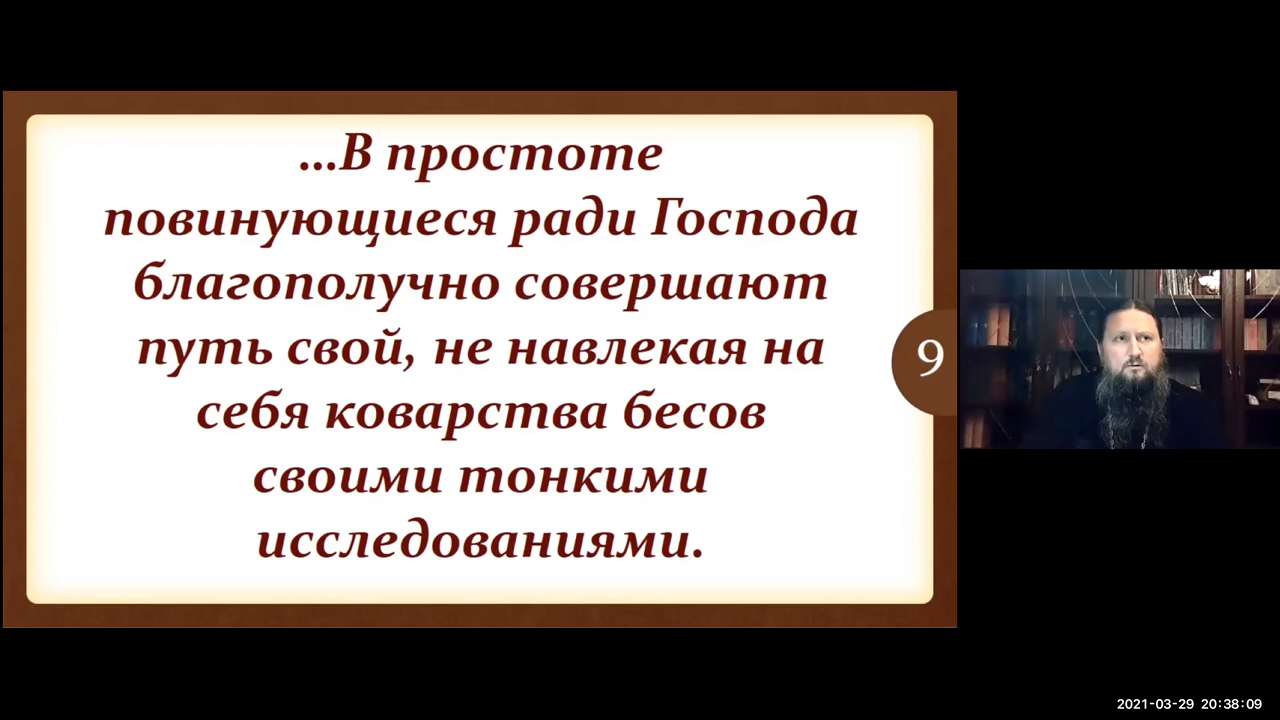 ...В простоте
повинующиеся ради Господа
благополучно совершают
путь свой, не навлекая на
себя коварства бесов
своими тонкими
исследованиями.
9
2021-03-29 20:38:09